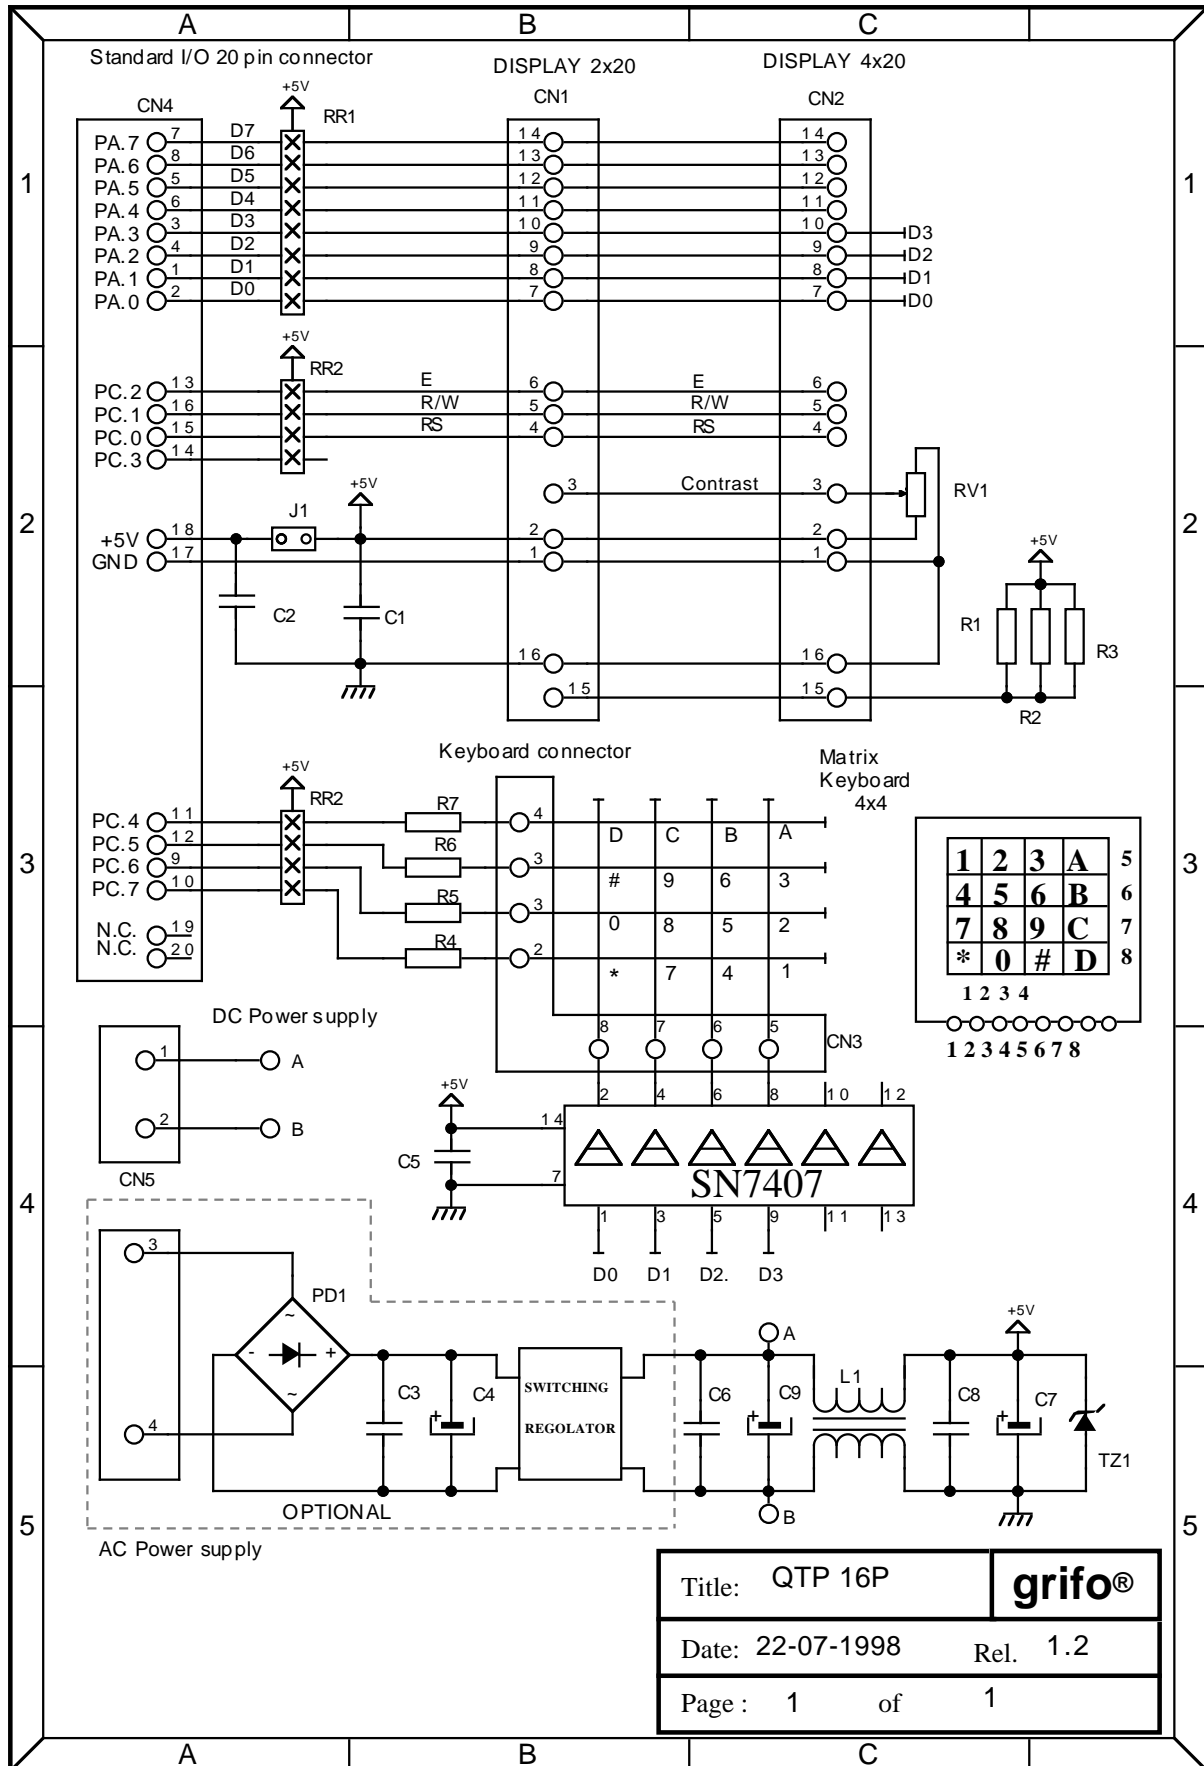 A B C
Standard I/O 20 pin connector
DISPLAY 2x20
DISPLAY 4x20
CN4
+5V
RR1
CN1
CN2
PA.7 7 D7 14 14
PA.6 8 D6 13 13
1 PA.5 5 D5 12 12 1
PA.4 6 D4 11 11
PA.3 3 D3 10 10 D3
PA.2 4 D2 9 9 D2
PA.1 1 D1 8 8 D1
PA.0 2 D0 7 7 D0
+5V
RR2
PC.2 13 E 6 E 6
PC.1 16 R/W 5 R/W 5
PC.0 15 RS 4 RS 4
PC.3 14
3 Contrast 3 RV1
+5V
2 J1 2
+5V 18 2 2 +5V
GND 17 1 1
C2 C1 R1 R3
16 16
15 15
R2
Keyboard connector
Matrix
Keyboard
4x4
+5V
RR2
PC.4 11 R7 4 D C B A
PC.5 12 R6 3 # 9 6 3
PC.6 9 R5 3 0 8 5 2
PC.7 10 R4 2 * 7 4 1
3 3
N.C. 19
N.C. 20
1 2 3 A 5
4 5 6 B 6
7 8 9 C 7
* 0 # D 8
1 2 3 4
1 2 3 4 5 6 7 8
DC Power supply
8 7 6 5 CN3
1 A
2 B
CN5
+5V
2 4 6 8 10 12
14
C5
7
SN7407
1 3 5 9 11 13
D0 D1 D2. D3
4 4
3
PD1
~
- +
~
4
C3 + C4
SWITCHING
REGOLATOR
A
C6 + C9 L1 C8 + C7
+5V
TZ1
B
OPTIONAL
AC Power supply
5 5
Title: QTP 16P grifo®
Date: 22-07-1998 Rel. 1.2
Page : 1 of 1
A B C